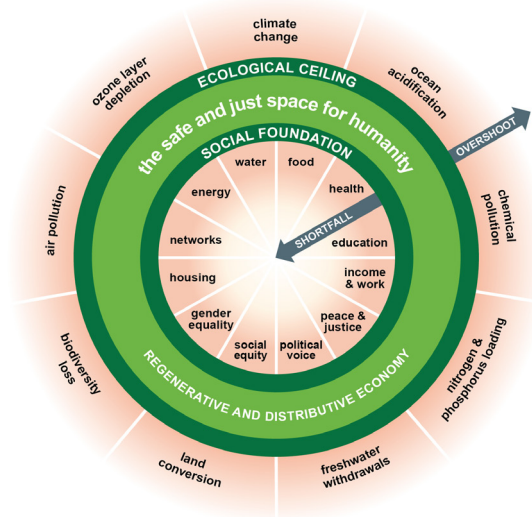 climate
change
ocean
acidification
OVERSHOOT
chemical
pollution
nitrogen &
phosphorus loading
freshwater
withdrawals
land
conversion
biodiversity
loss
air pollution
ozone layer
depletion
ECOLOGICAL CEILING
the safe and just space for humanity
SOCIAL FOUNDATION
water
food
health
SHORTFALL
education
income
& work
peace &
justice
political
voice
social
equity
gender
equality
housing
networks
energy
REGENERATIVE AND DISTRIBUTIVE ECONOMY